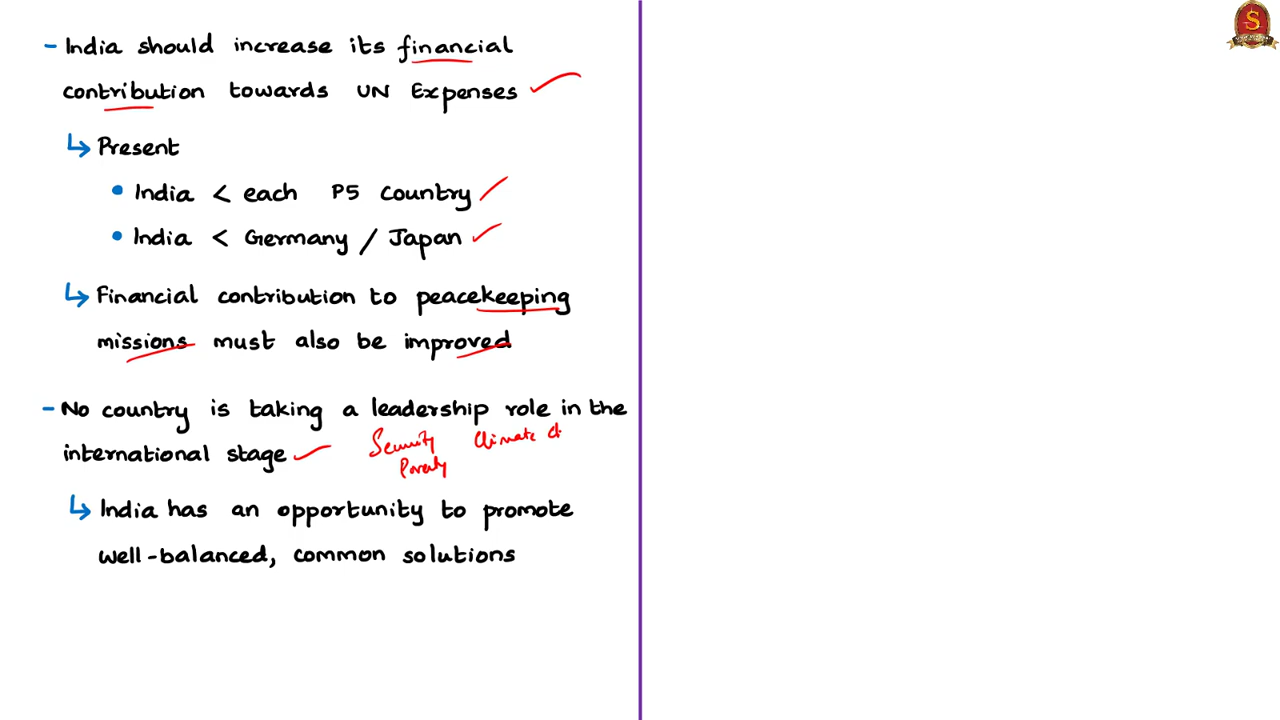 - India should increase its financial
contribution towards UN Expenses
↳ Present
• India < each P5 Country
• India < Germany / Japan
↳ Financial contribution to peacekeeping
missions must also be improved
- No country is taking a leadership role in the
international stage
Security Climate
Poverty
↳ India has an opportunity to promote
well-balanced, common solutions